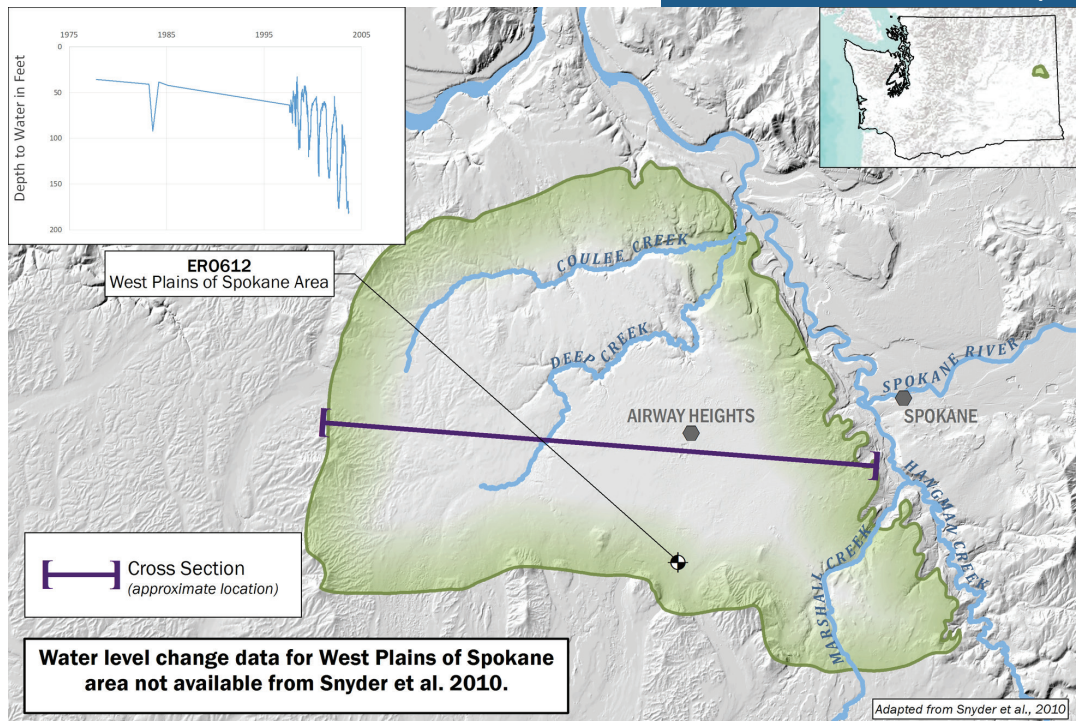 1975 1985 1995 2005
0
50
100
150
200
Depth to Water in Feet
ERO612
West Plains of Spokane Area
COULEE CREEK
DEEP CREEK
SPOKANE RIVER
AIRWAY HEIGHTS
SPOKANE
HANGMAN CREEK
MARSHALL CREEK
Cross Section
(approximate location)
Water level change data for West Plains of Spokane
area not available from Snyder et al. 2010.
Adapted from Snyder et al., 2010